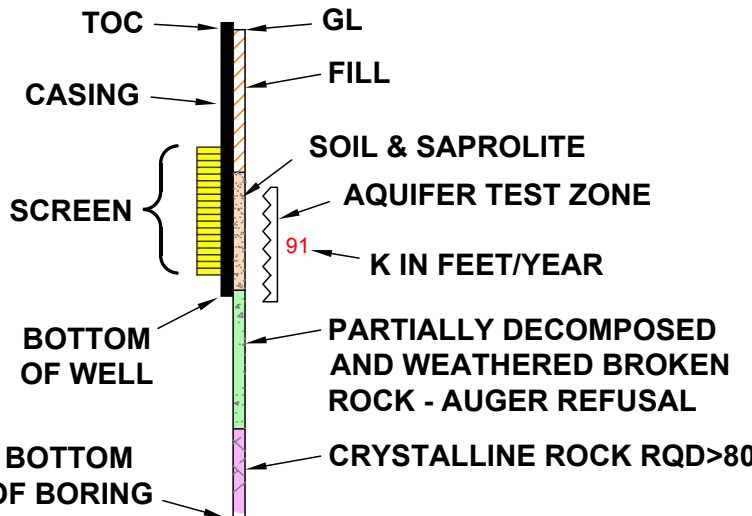 TOC
GL
FILL
CASING
SOIL & SAPROLITE
AQUIFER TEST ZONE
SCREEN
91
K IN FEET/YEAR
BOTTOM
OF WELL
PARTIALLY DECOMPOSED
AND WEATHERED BROKEN
ROCK - AUGER REFUSAL
CRYSTALLINE ROCK RQD>80
BOTTOM
OF BORING